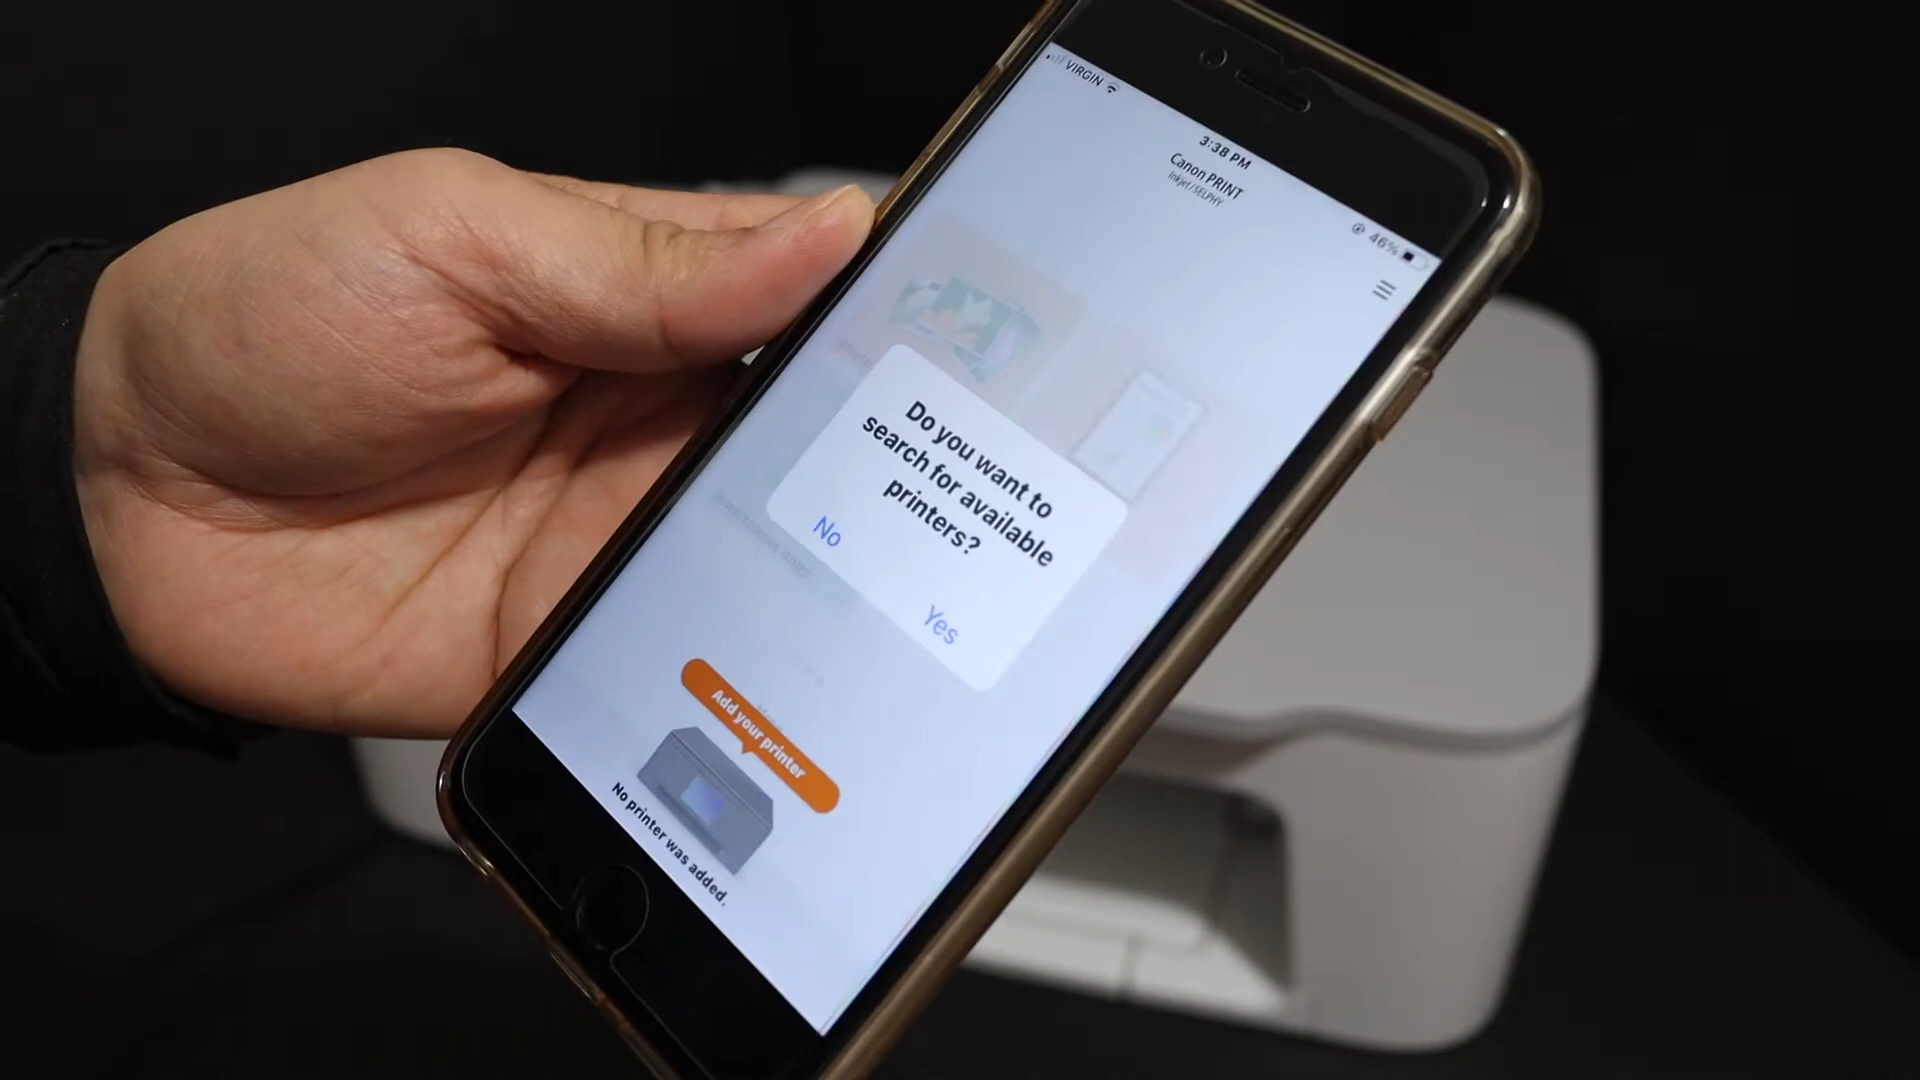 VIRGIN
3:38 PM
46%
Canon PRINT
Inkjet/SELPHY
Do you want to
search for available
printers?
No
Yes
Add your printer
No printer was added.